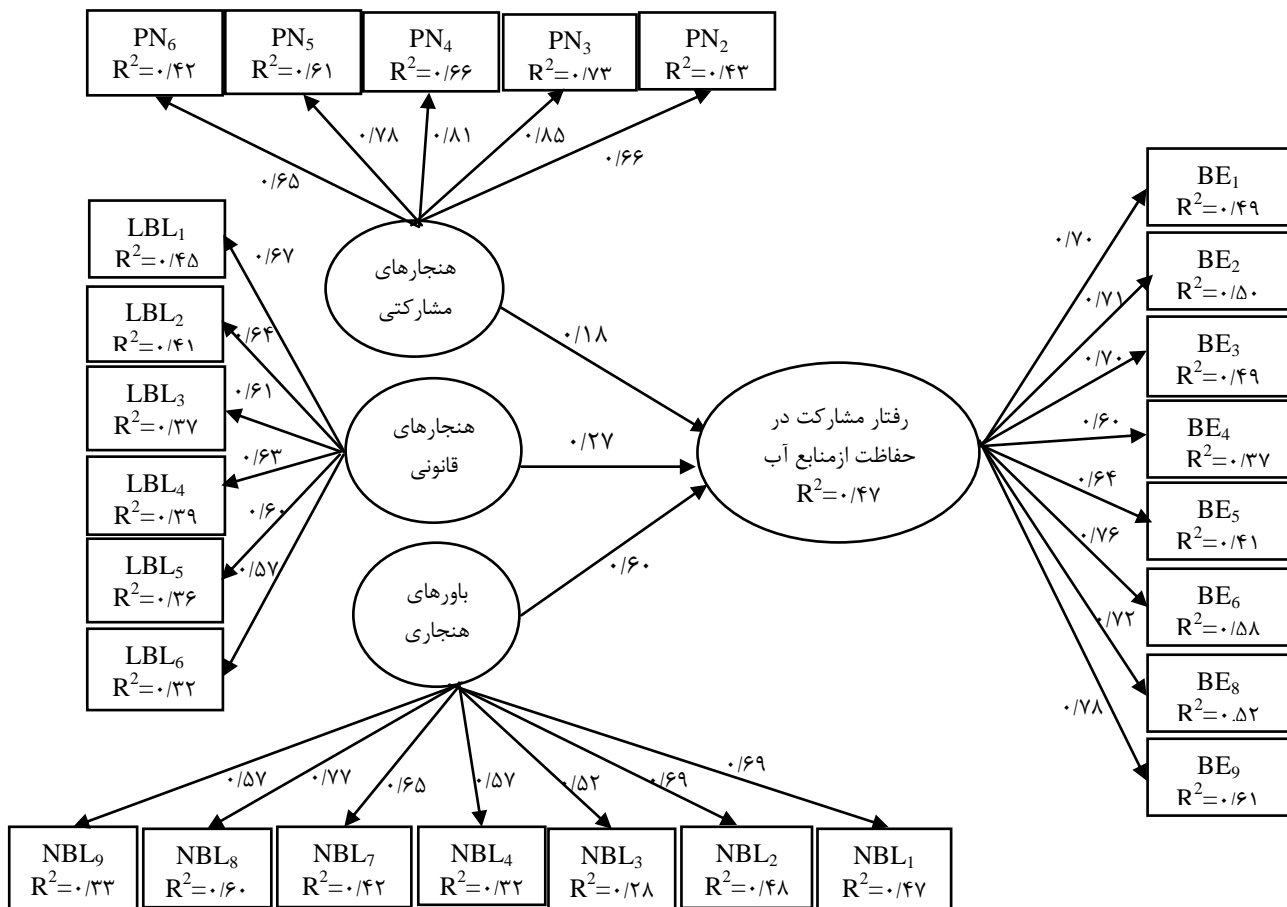 PN₆
R²=۰/۴۲
PN₅
R²=۰/۶۱
PN₄
R²=۰/۶۶
PN₃
R²=۰/۷۳
PN₂
R²=۰/۴۳
۰/۶۵
۰/۷۸
۰/۸۱
۰/۸۵
۰/۶۶
LBL₁
R²=۰/۴۵
LBL₂
R²=۰/۴۱
LBL₃
R²=۰/۳۷
LBL₄
R²=۰/۳۹
LBL₅
R²=۰/۳۶
LBL₆
R²=۰/۳۲
۰/۶۷
۰/۶۴
۰/۶۱
۰/۶۳
۰/۶۰
۰/۵۷
هنجارهای
مشارکتی
هنجارهای
قانونی
باورهای
هنجاری
۰/۱۸
۰/۲۷
۰/۶۰
رفتار مشارکت در
حفاظت ازمنابع آب
R²=۰/۴۷
۰/۷۰
۰/۷۱
۰/۷۰
۰/۶۰
۰/۶۴
۰/۷۶
۰/۷۲
۰/۷۸
BE₁
R²=۰/۴۹
BE₂
R²=۰/۵۰
BE₃
R²=۰/۴۹
BE₄
R²=۰/۳۷
BE₅
R²=۰/۴۱
BE₆
R²=۰/۵۸
BE₈
R²=۰.۵۲
BE₉
R²=۰/۶۱
۰/۵۷
۰/۷۷
۰/۶۵
۰/۵۷
۰/۵۲
۰/۶۹
۰/۶۹
NBL₉
R²=۰/۳۳
NBL₈
R²=۰/۶۰
NBL₇
R²=۰/۴۲
NBL₄
R²=۰/۳۲
NBL₃
R²=۰/۲۸
NBL₂
R²=۰/۴۸
NBL₁
R²=۰/۴۷